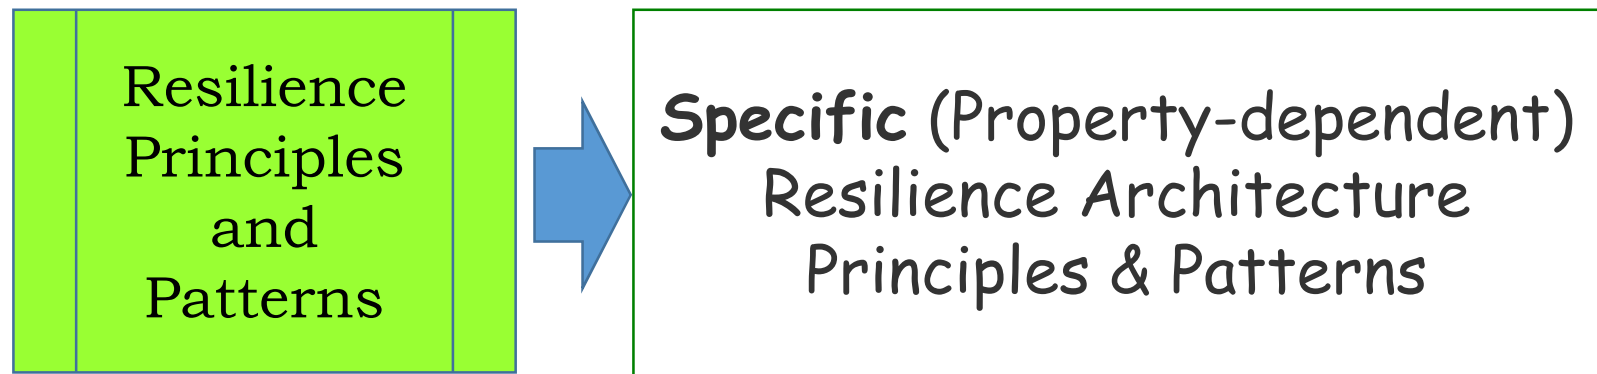 Resilience
Principles
and
Patterns
Specific (Property-dependent)
Resilience Architecture
Principles & Patterns